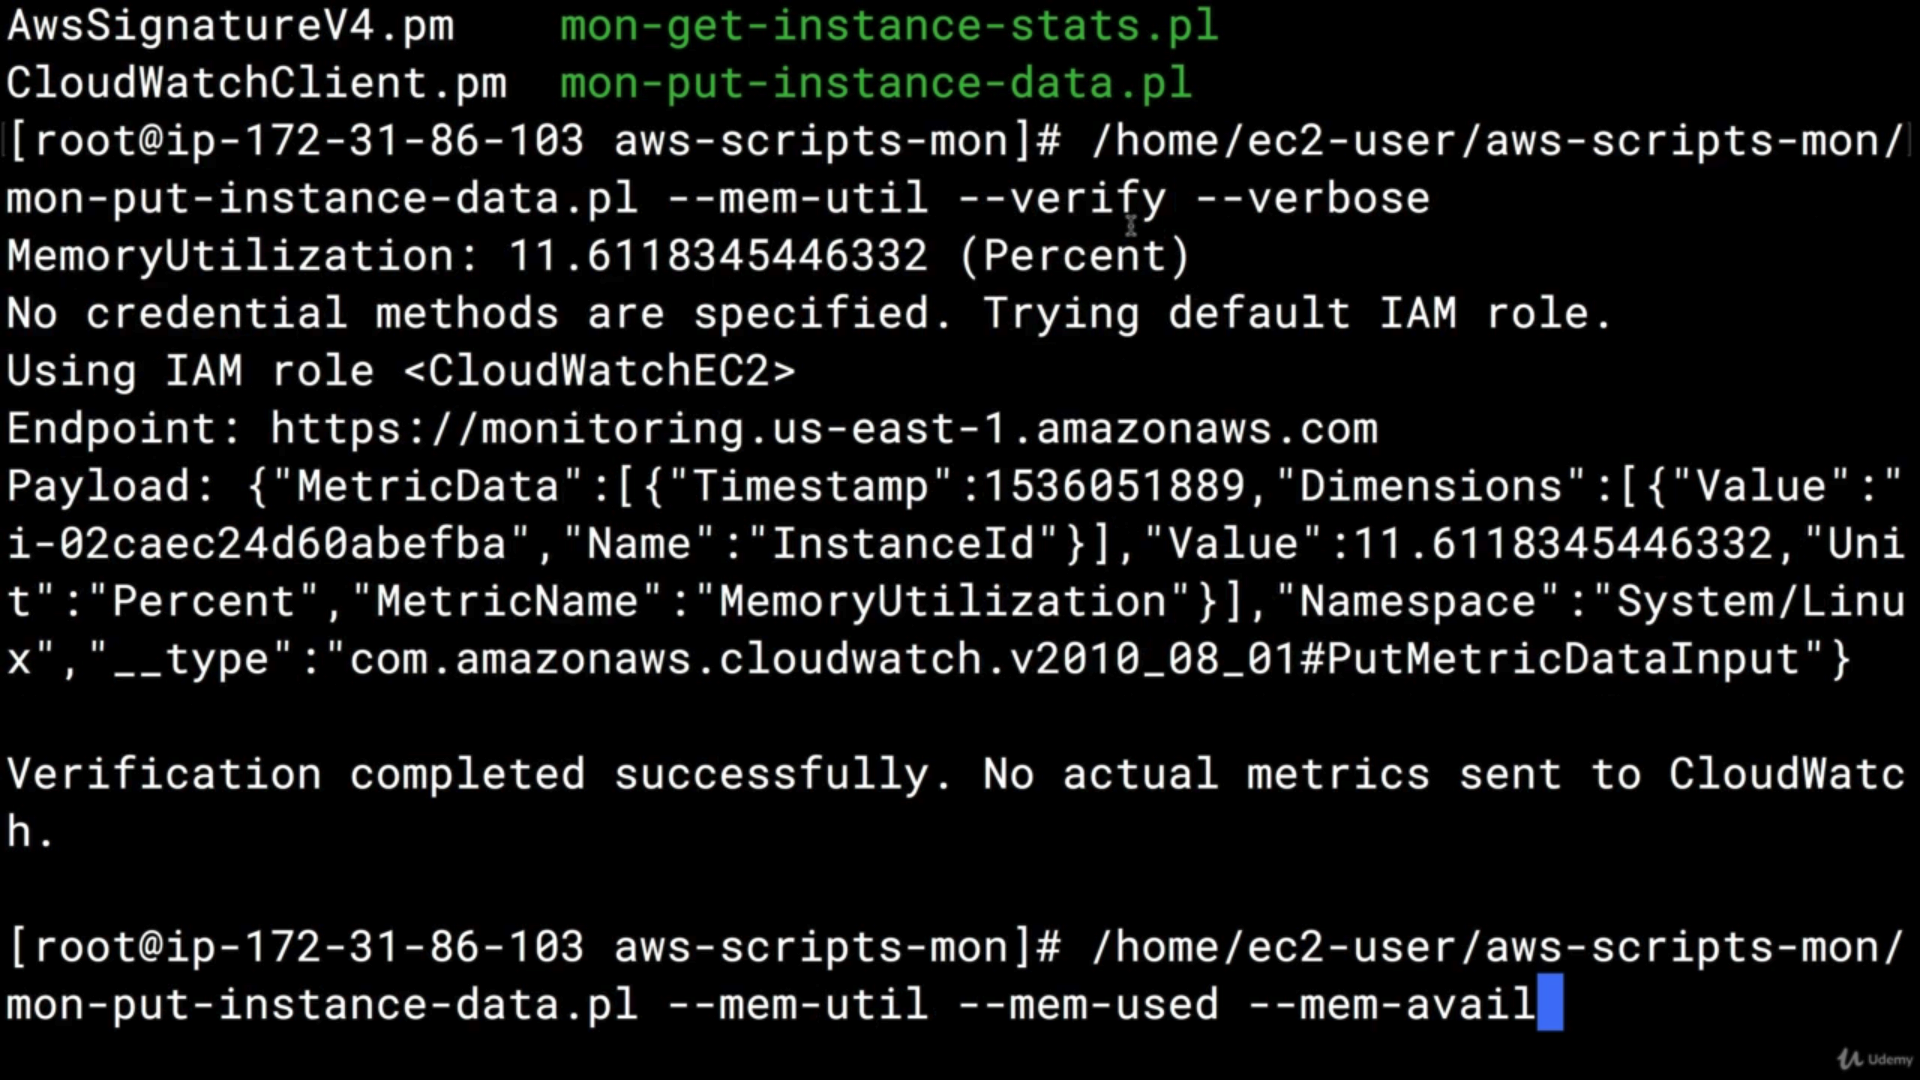 AwsSignatureV4.pm    mon-get-instance-stats.pl
CloudWatchClient.pm  mon-put-instance-data.pl
[root@ip-172-31-86-103 aws-scripts-mon]# /home/ec2-user/aws-scripts-mon/
mon-put-instance-data.pl --mem-util --verify --verbose
MemoryUtilization: 11.6118345446332 (Percent)
No credential methods are specified. Trying default IAM role.
Using IAM role <CloudWatchEC2>
Endpoint: https://monitoring.us-east-1.amazonaws.com
Payload: {"MetricData":[{"Timestamp":1536051889,"Dimensions":[{"Value":"
i-02caec24d60abefba","Name":"InstanceId"}],"Value":11.6118345446332,"Uni
t":"Percent","MetricName":"MemoryUtilization"}],"Namespace":"System/Linu
x","__type":"com.amazonaws.cloudwatch.v2010_08_01#PutMetricDataInput"}
Verification completed successfully. No actual metrics sent to CloudWatc
h.
[root@ip-172-31-86-103 aws-scripts-mon]# /home/ec2-user/aws-scripts-mon/
mon-put-instance-data.pl --mem-util --mem-used --mem-avail
Udemy